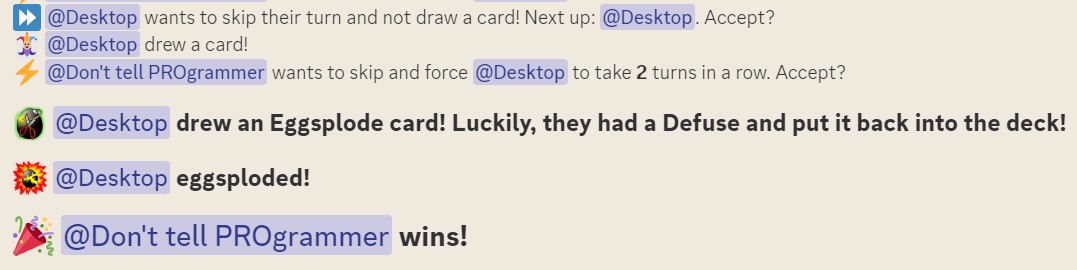 @Desktop wants to skip their turn and not draw a card! Next up: @Desktop. Accept?
@Desktop drew a card!
@Don't tell PROgrammer wants to skip and force @Desktop to take 2 turns in a row. Accept?
@Desktop drew an Eggsplode card! Luckily, they had a Defuse and put it back into the deck!
@Desktop eggsploded!
@Don't tell PROgrammer wins!